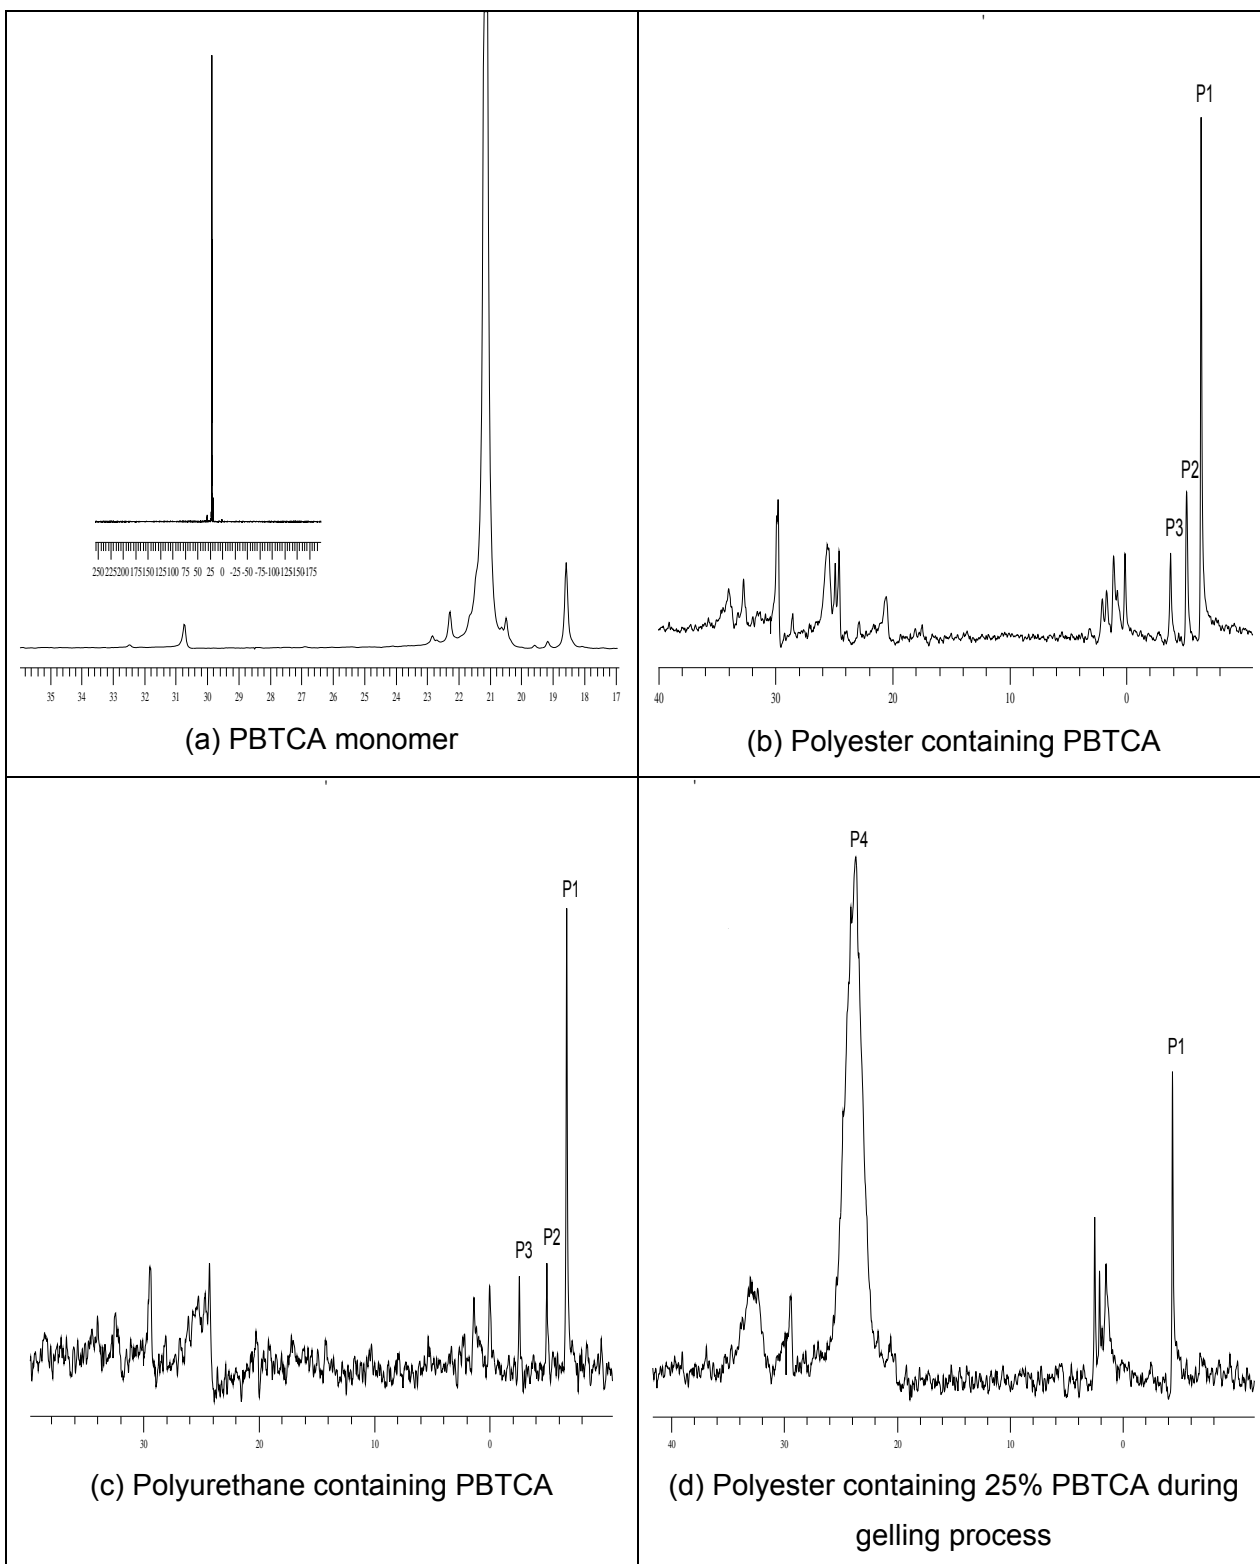 250 225 200 175 150 125 100 75 50 25 0 -25 -50 -75 -100 -125 -150 -175
35 34 33 32 31 30 29 28 27 26 25 24 23 22 21 20 19 18 17
(a) PBTCA monomer
P1
P2
P3
40 30 20 10 0
(b) Polyester containing PBTCA
P1
P2
P3
30 20 10 0
(c) Polyurethane containing PBTCA
P4
P1
40 30 20 10 0
(d) Polyester containing 25% PBTCA during
gelling process